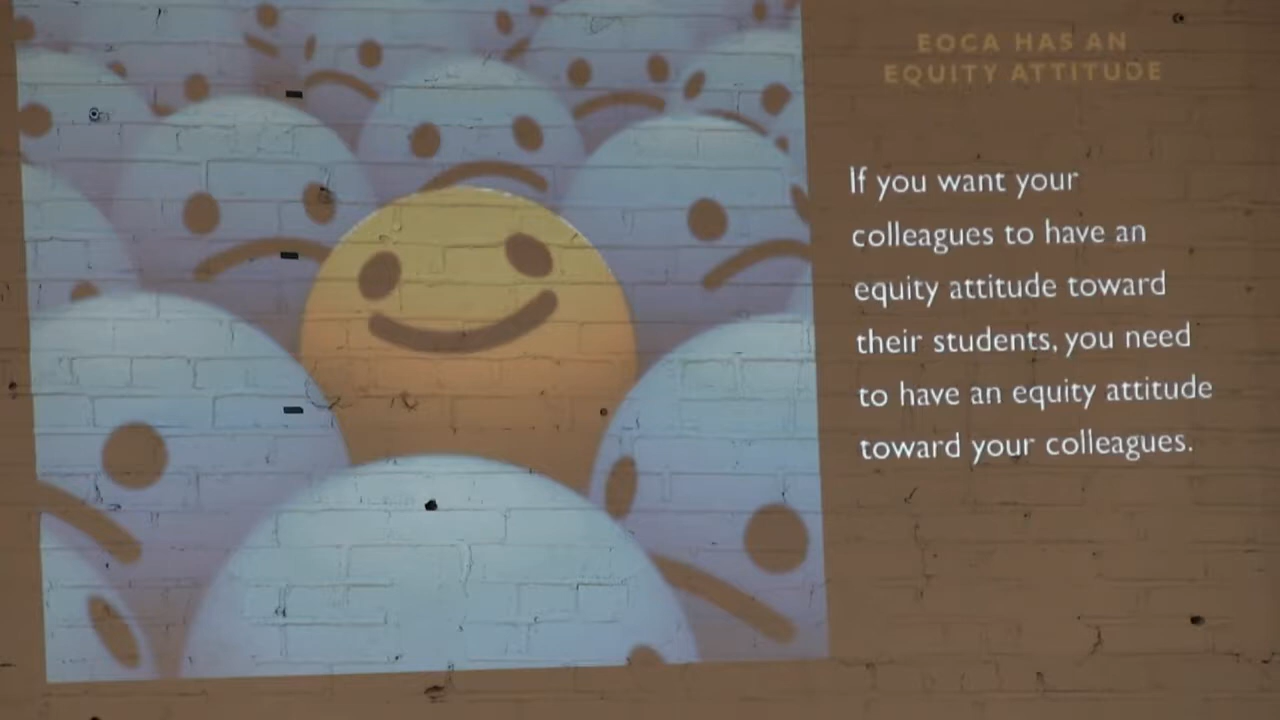 EOCA HAS AN
EQUITY ATTITUDE
If you want your
colleagues to have an
equity attitude toward
their students, you need
to have an equity attitude
toward your colleagues.